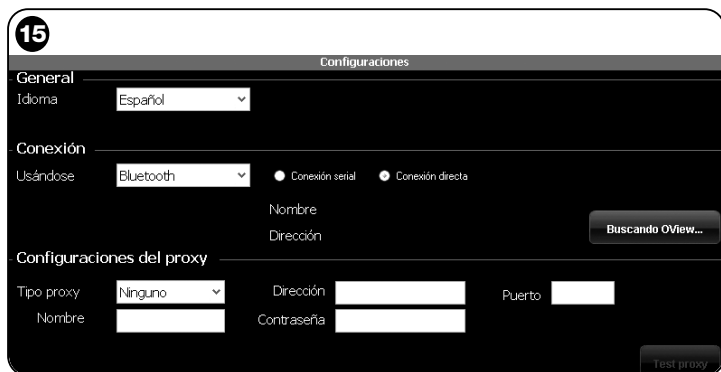 15
Configuraciones
General
Idioma Español
Conexión
Usándose Bluetooth Conexión serial Conexión directa
Nombre
Dirección Buscando OView...
Configuraciones del proxy
Tipo proxy Ninguno Dirección Puerto
Nombre Contraseña
Test proxy